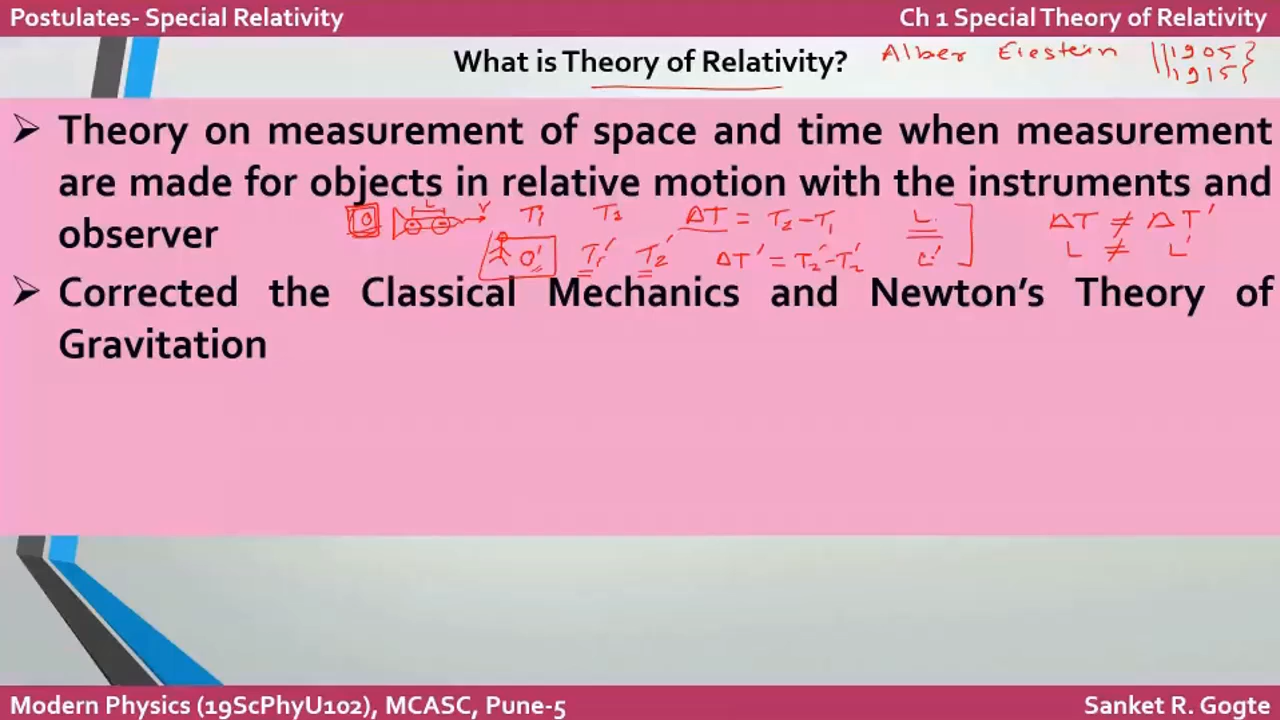 Postulates- Special Relativity
Ch 1 Special Theory of Relativity
What is Theory of Relativity?
Alber Eiestein 1905
1915
➢ Theory on measurement of space and time when measurement
are made for objects in relative motion with the instruments and
observer
O L V T₁ T₂ ΔT = T₂ - T₁ L ΔT ≠ ΔT'
O' T₁' T₂' ΔT' = T₂' - T₂' L' L ≠ L'
➢ Corrected the Classical Mechanics and Newton's Theory of
Gravitation
Modern Physics (19ScPhyU102), MCASC, Pune-5
Sanket R. Gogte